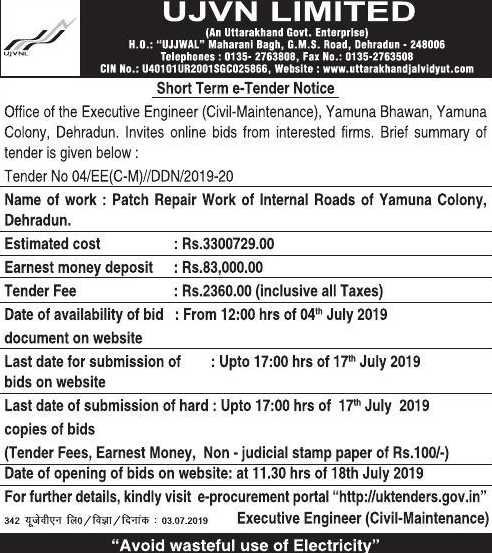 UJVN LIMITED
(An Uttarakhand Govt. Enterprise)
H.O.: “UJJWAL” Maharani Bagh, G.M.S. Road, Dehradun - 248006
Telephone : 0135- 2763808, Fax No.: 0135-2763508
CIN No.: U40101UR2001SGC025866, Website : www.uttarakhandjalvidyut.com
UJVNL
Short Term e-Tender Notice
Office of the Executive Engineer (Civil-Maintenance), Yamuna Bhawan, Yamuna
Colony, Dehradun. Invites online bids from interested firms. Brief summary of
tender is given below :
Tender No 04/EE(C-M)//DDN/2019-20
Name of work : Patch Repair Work of Internal Roads of Yamuna Colony,
Dehradun.
Estimated cost : Rs.3300729.00
Earnest money deposit : Rs.83,000.00
Tender Fee : Rs.2360.00 (inclusive all Taxes)
Date of availability of bid : From 12:00 hrs of 04th July 2019
document on website
Last date for submission of : Upto 17:00 hrs of 17th July 2019
bids on website
Last date of submission of hard : Upto 17:00 hrs of 17th July 2019
copies of bids
(Tender Fees, Earnest Money, Non - judicial stamp paper of Rs.100/-)
Date of opening of bids on website: at 11.30 hrs of 18th July 2019
For further details, kindly visit e-procurement portal “http://uktenders.gov.in”
342 यूजेवीएन लि0/विज्ञा/दिनांक : 03.07.2019 Executive Engineer (Civil-Maintenance)
“Avoid wasteful use of Electricity”